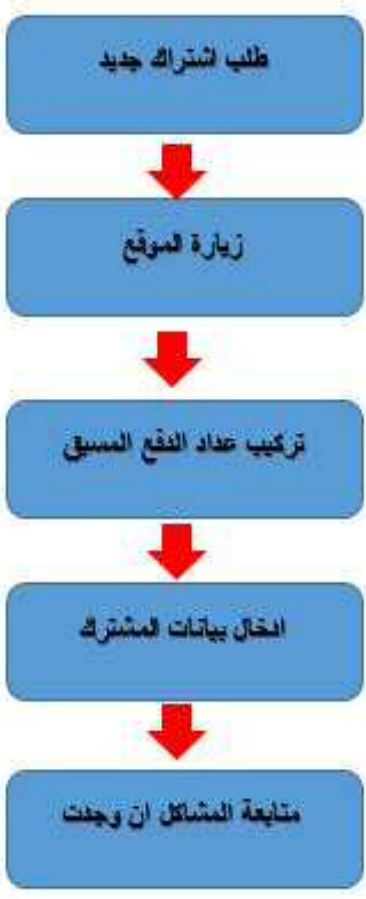 طلب اشتراك جديد
زيارة الموقع
تركيب عداد الدفع المسبق
ادخال بيانات المشترك
متابعة المشاكل ان وجدت